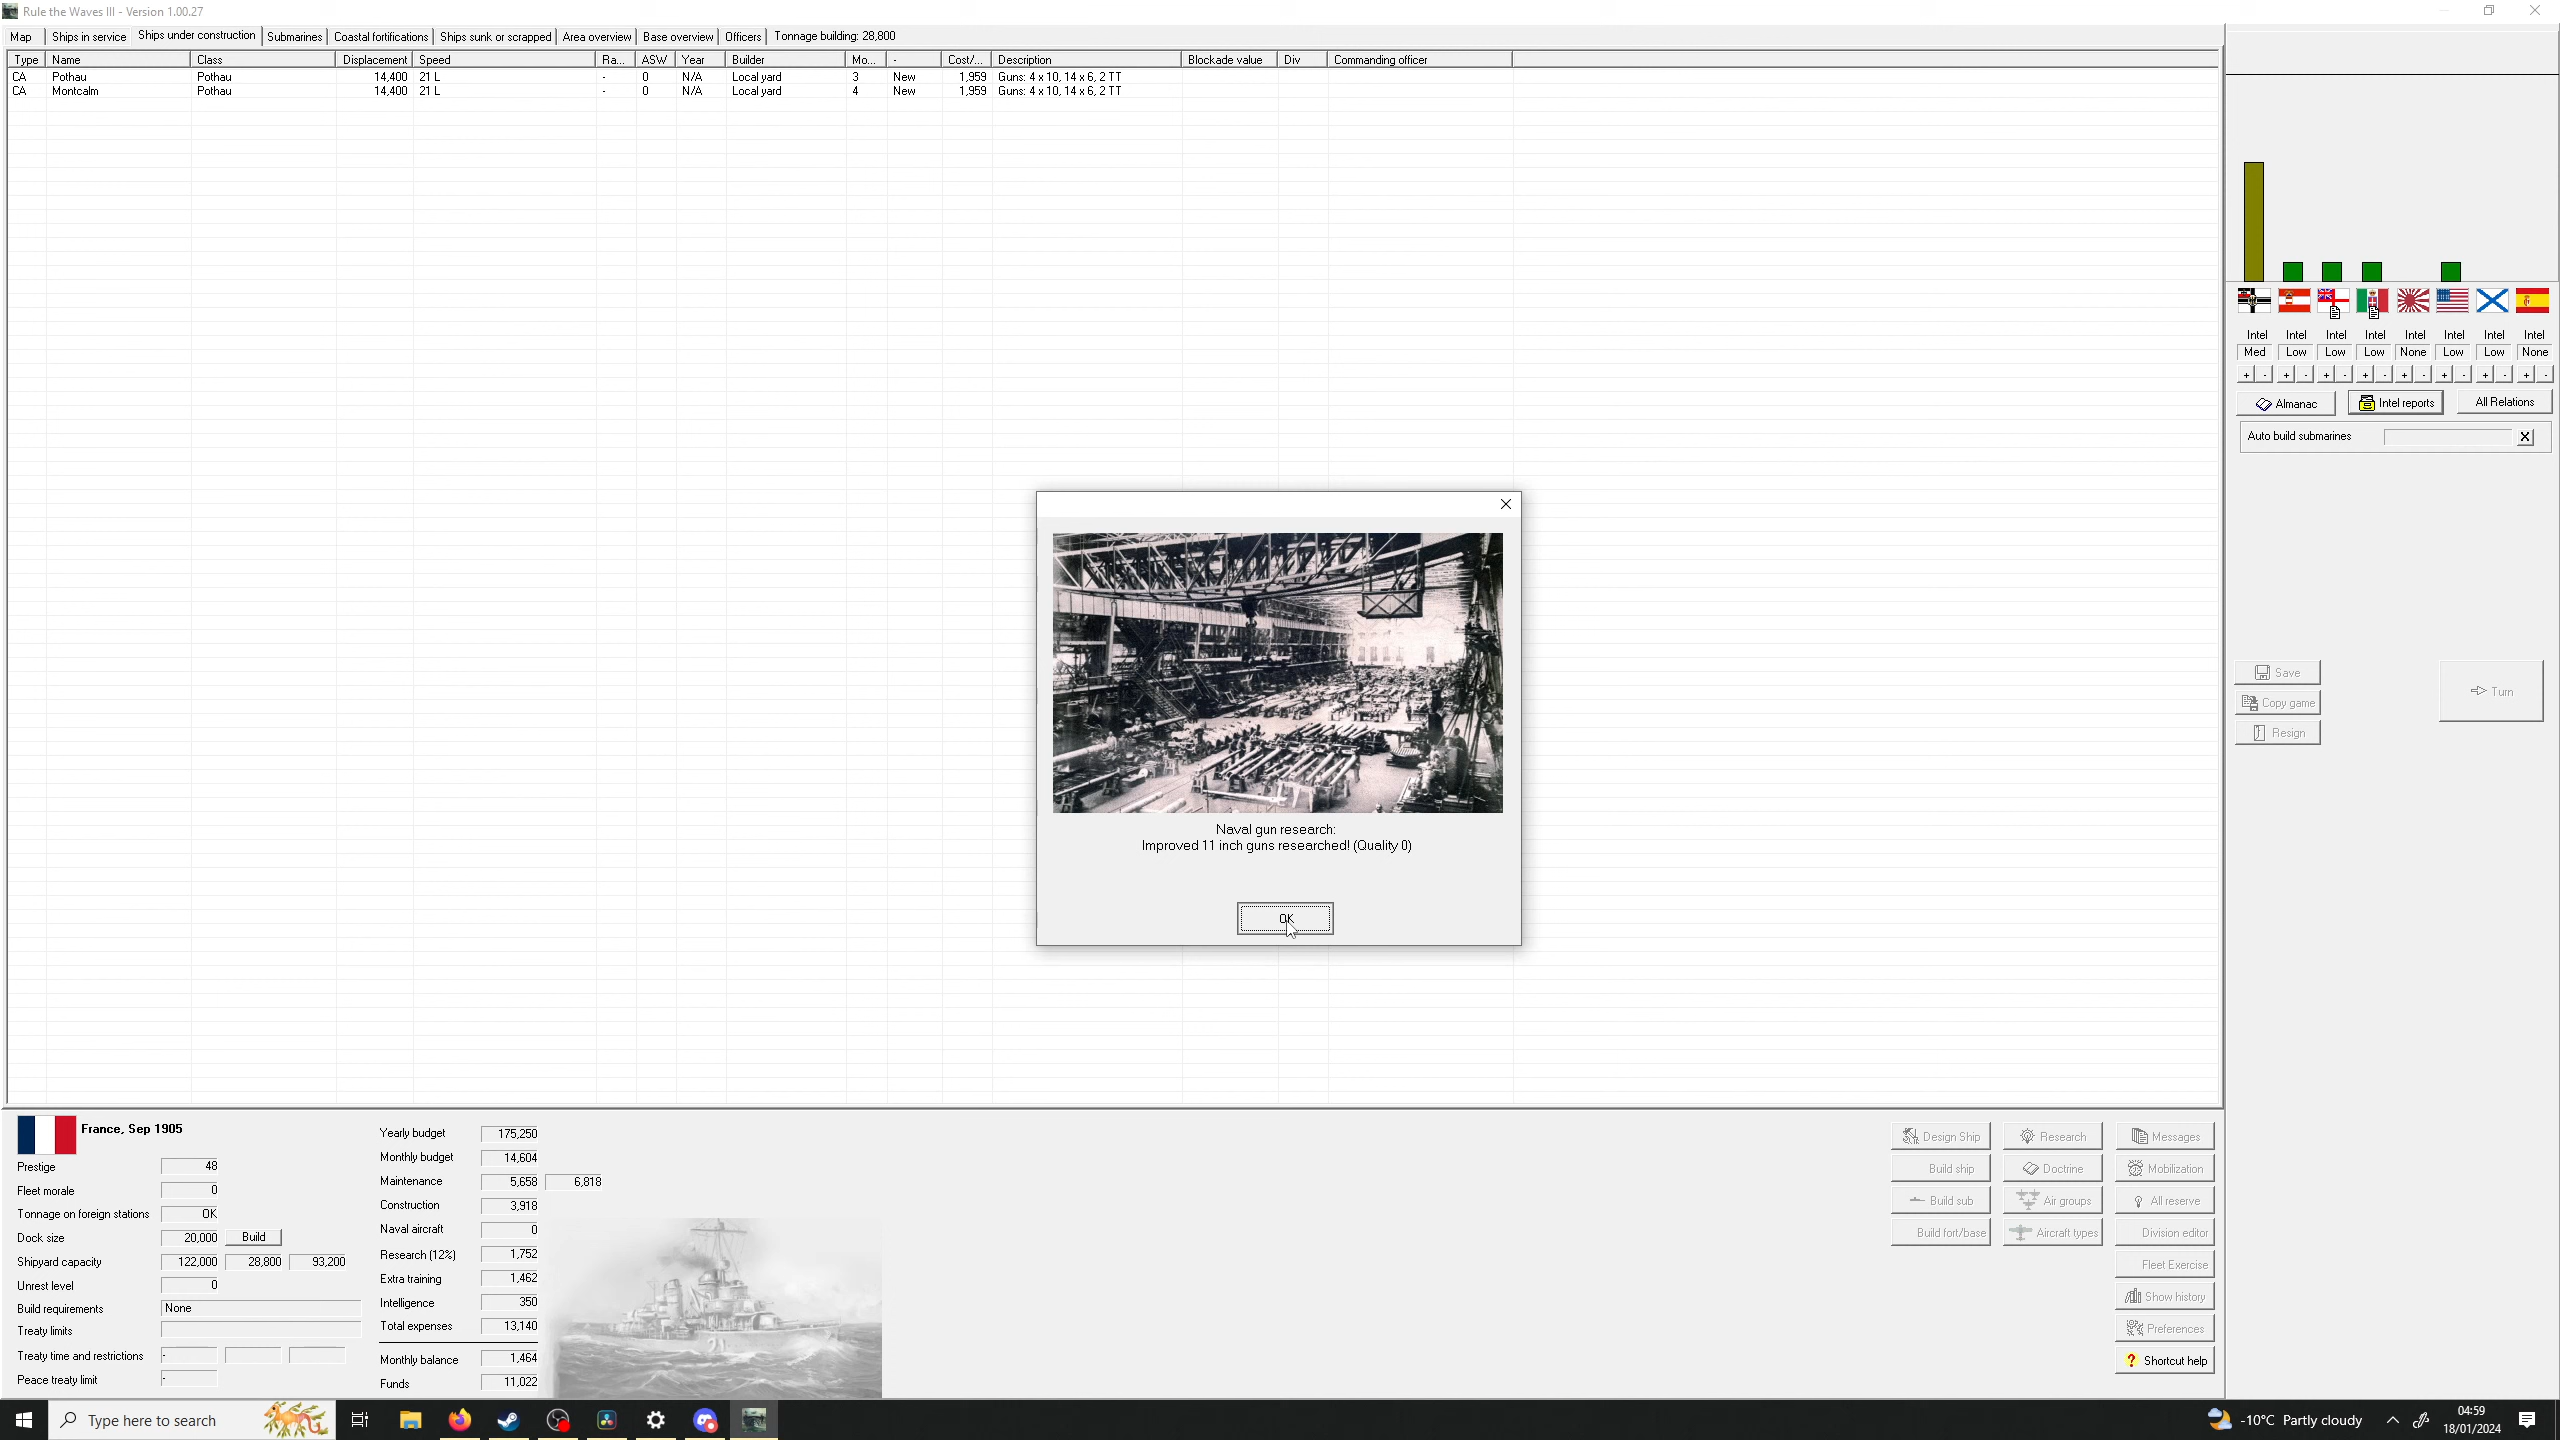 Rule the Waves III - Version 1.00.27
Map Ships in service Ships under construction Submarines Coastal fortifications Ships sunk or scrapped Area overview Base overview Officers Tonnage building: 28,800
Type Name Class Displacement Speed Ra... ASW Year Builder Mo... - Cost/... Description Blockade value Div Commanding officer
CA Pothau Pothau 14,400 21 L - 0 N/A Local yard 3 New 1,959 Guns: 4 x 10, 14 x 6, 2 TT
CA Montcalm Pothau 14,400 21 L - 0 N/A Local yard 4 New 1,959 Guns: 4 x 10, 14 x 6, 2 TT
Intel Intel Intel Intel Intel Intel Intel Intel
Med Low Low Low None Low Low None
+ - + - + - + - + - + - + - + -
Almanac Intel reports All Relations
Auto build submarines X
Naval gun research:
Improved 11 inch guns researched! (Quality 0)
OK
Save
Copy game
Resign
Turn
France, Sep 1905
Prestige 48
Fleet morale 0
Tonnage on foreign stations OK
Dock size 20,000 Build
Shipyard capacity 122,000 28,800 93,200
Unrest level 0
Build requirements None
Treaty limits
Treaty time and restrictions -
Peace treaty limit -
Yearly budget 175,250
Monthly budget 14,604
Maintenance 5,658 6,818
Construction 3,918
Naval aircraft 0
Research (12%) 1,752
Extra training 1,462
Intelligence 350
Total expenses 13,140
Monthly balance 1,464
Funds 11,022
Design Ship Research Messages
Build ship Doctrine Mobilization
Build sub Air groups All reserve
Build fort/base Aircraft types Division editor
Fleet Exercise
Show history
Preferences
? Shortcut help
Type here to search
-10°C Partly cloudy
04:59
18/01/2024